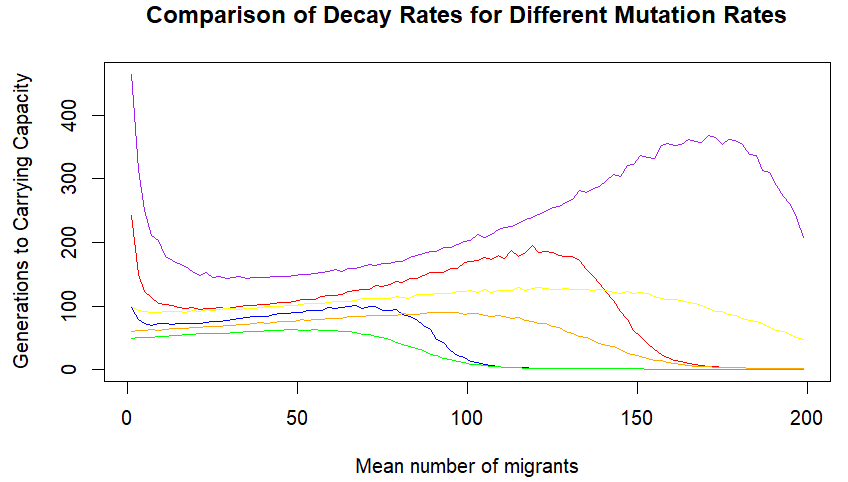 Comparison of Decay Rates for Different Mutation Rates
Generations to Carrying Capacity
400
300
200
100
0
0 50 100 150 200
Mean number of migrants